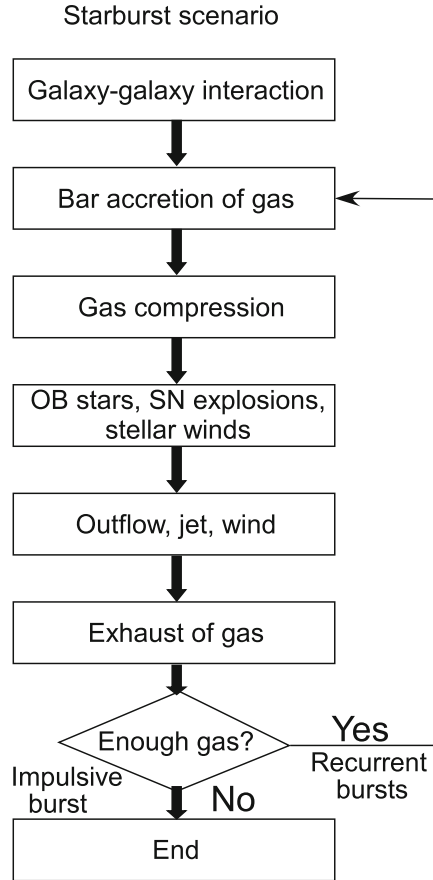 Starburst scenario
Galaxy-galaxy interaction
Bar accretion of gas
Gas compression
OB stars, SN explosions,
stellar winds
Outflow, jet, wind
Exhaust of gas
Enough gas?
Yes
Recurrent
bursts
Impulsive
burst
No
End